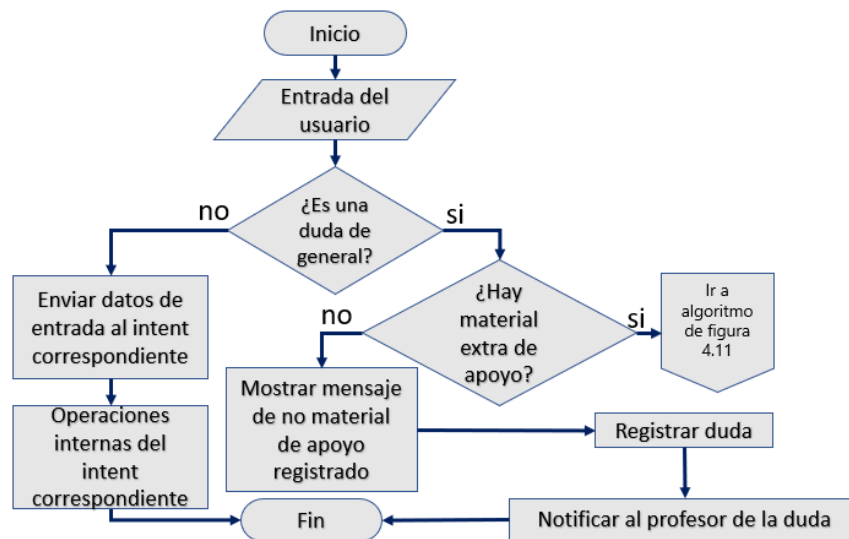 Inicio
Entrada del
usuario
no
¿Es una
duda de
general?
si
Enviar datos de
entrada al intent
correspondiente
no
¿Hay
material
extra de
apoyo?
si
Ir a
algoritmo
de figura
4.11
Operaciones
internas del
intent
correspondiente
Mostrar mensaje
de no material
de apoyo
registrado
Registrar duda
Fin
Notificar al profesor de la duda